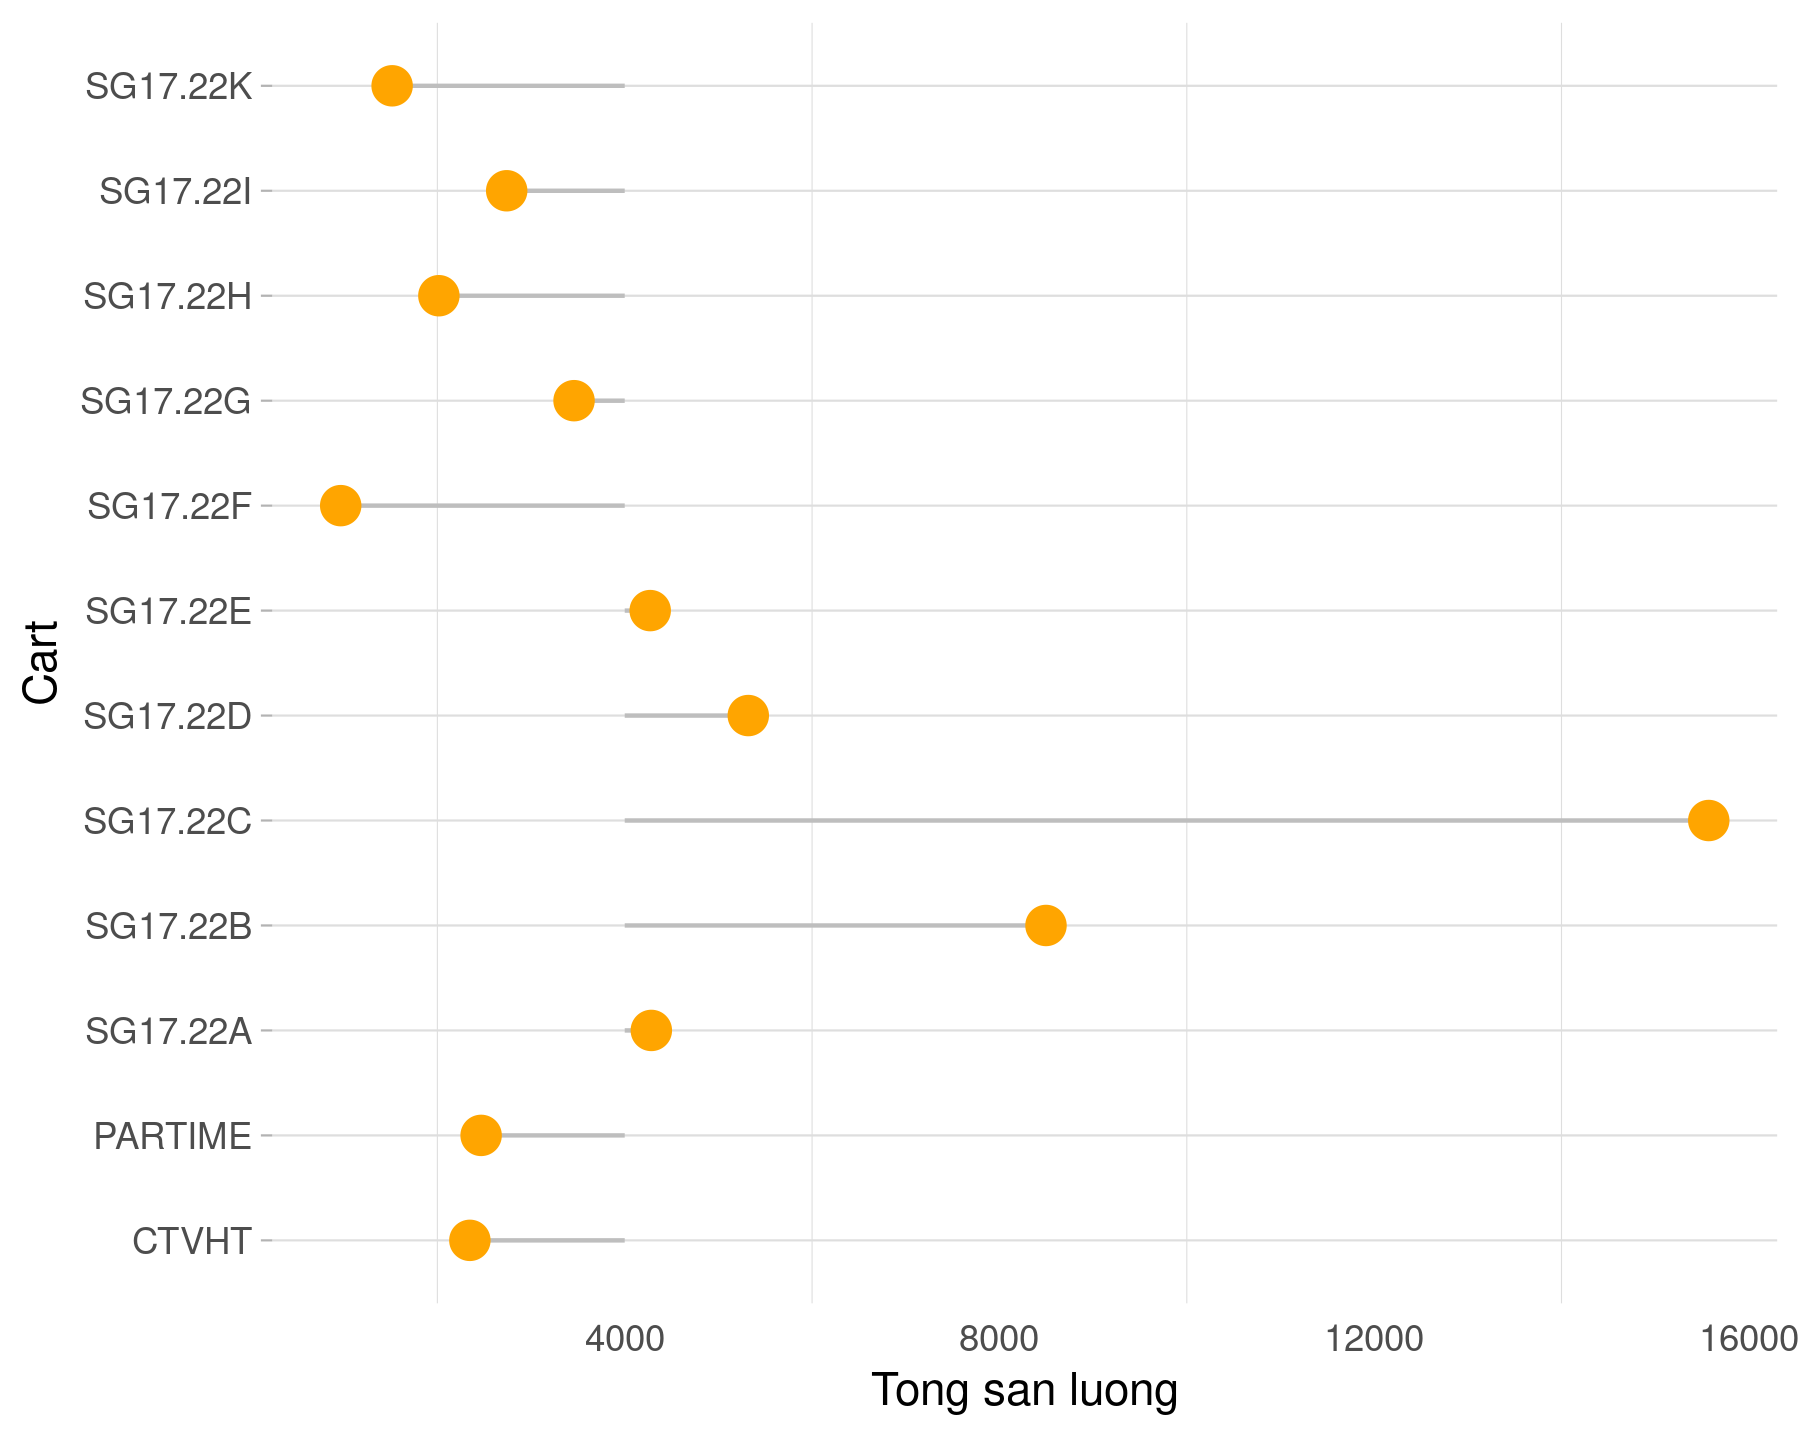 SG17.22K
SG17.22I
SG17.22H
SG17.22G
SG17.22F
SG17.22E
SG17.22D
SG17.22C
SG17.22B
SG17.22A
PARTIME
CTVHT
Cart
4000 8000 12000 16000
Tong san luong